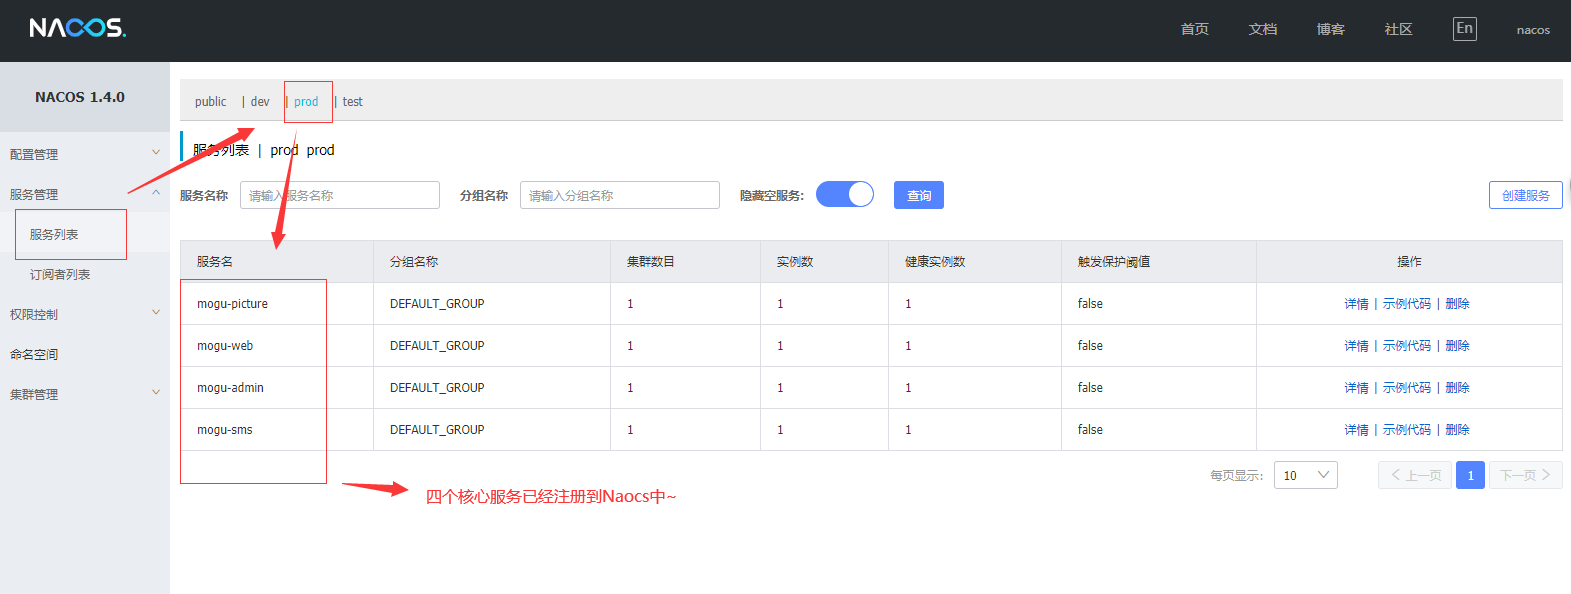 NACOS.
首页 文档 博客 社区 En nacos
NACOS 1.4.0
配置管理
服务管理
服务列表
订阅者列表
权限控制
命名空间
集群管理
public | dev | prod | test
服务列表 | prod prod
服务名称 请输入服务名称 分组名称 请输入分组名称 隐藏空服务: 查询 创建服务
服务名 分组名称 集群数目 实例数 健康实例数 触发保护阈值 操作
mogu-picture DEFAULT_GROUP 1 1 1 false 详情 | 示例代码 | 删除
mogu-web DEFAULT_GROUP 1 1 1 false 详情 | 示例代码 | 删除
mogu-admin DEFAULT_GROUP 1 1 1 false 详情 | 示例代码 | 删除
mogu-sms DEFAULT_GROUP 1 1 1 false 详情 | 示例代码 | 删除
每页显示: 10 上一页 1 下一页
四个核心服务已经注册到Naocs中~